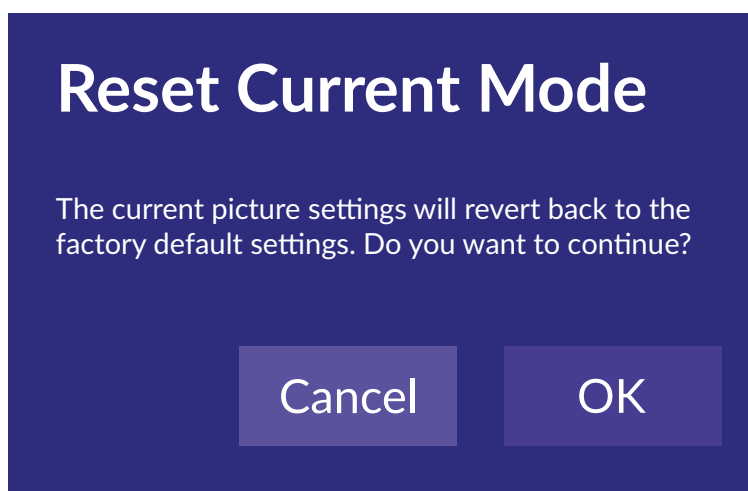 Reset Current Mode
The current picture settings will revert back to the
factory default settings. Do you want to continue?
Cancel OK